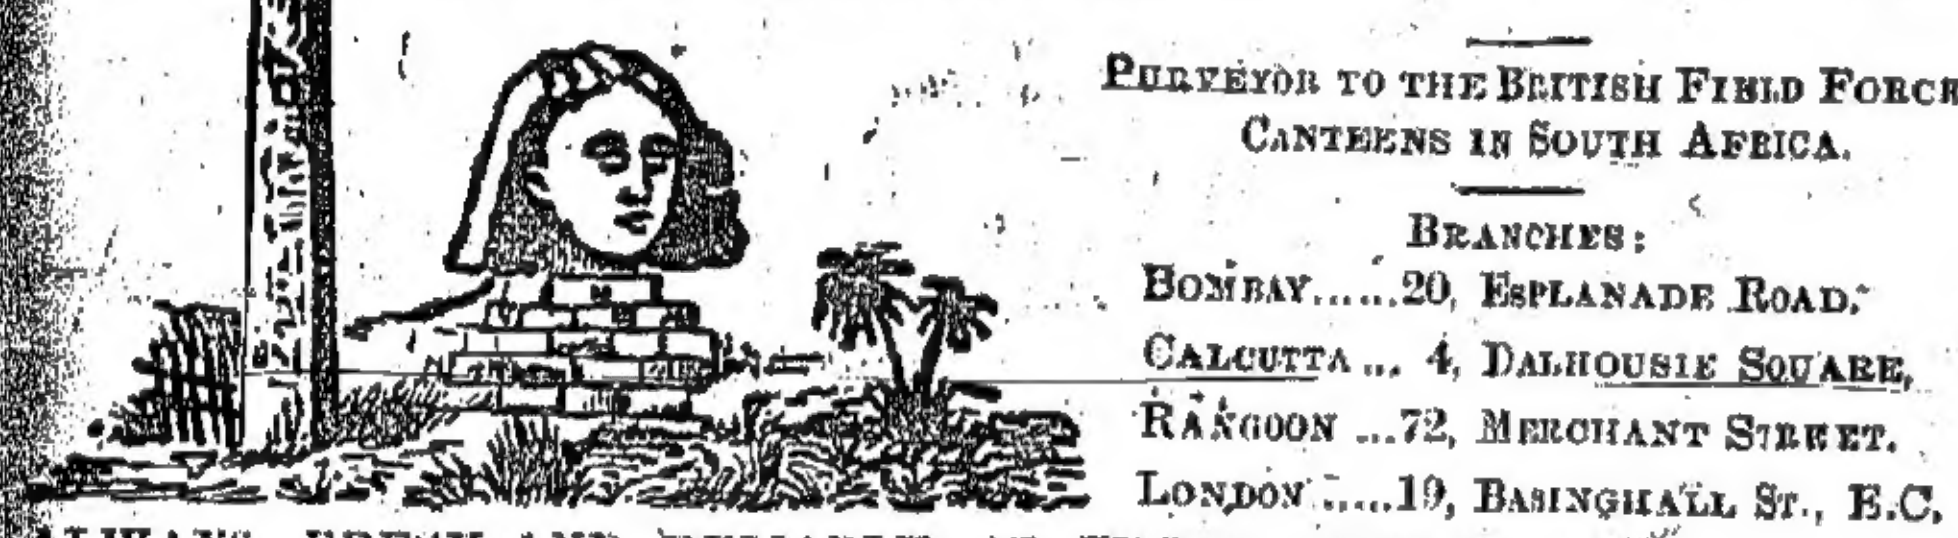 PURVEYOR TO THE BRITISH FIELD FORCE
CANTEENS IN SOUTH AFRICA.
BRANCHES:
BOMBAY......20, ESPLANADE ROAD.
CALCUTTA ... 4, DALHOUSIE SQUARE,
RANGOON ...72, MERCHANT STREET.
LONDON .....19, BASINGHALL ST., E.C.